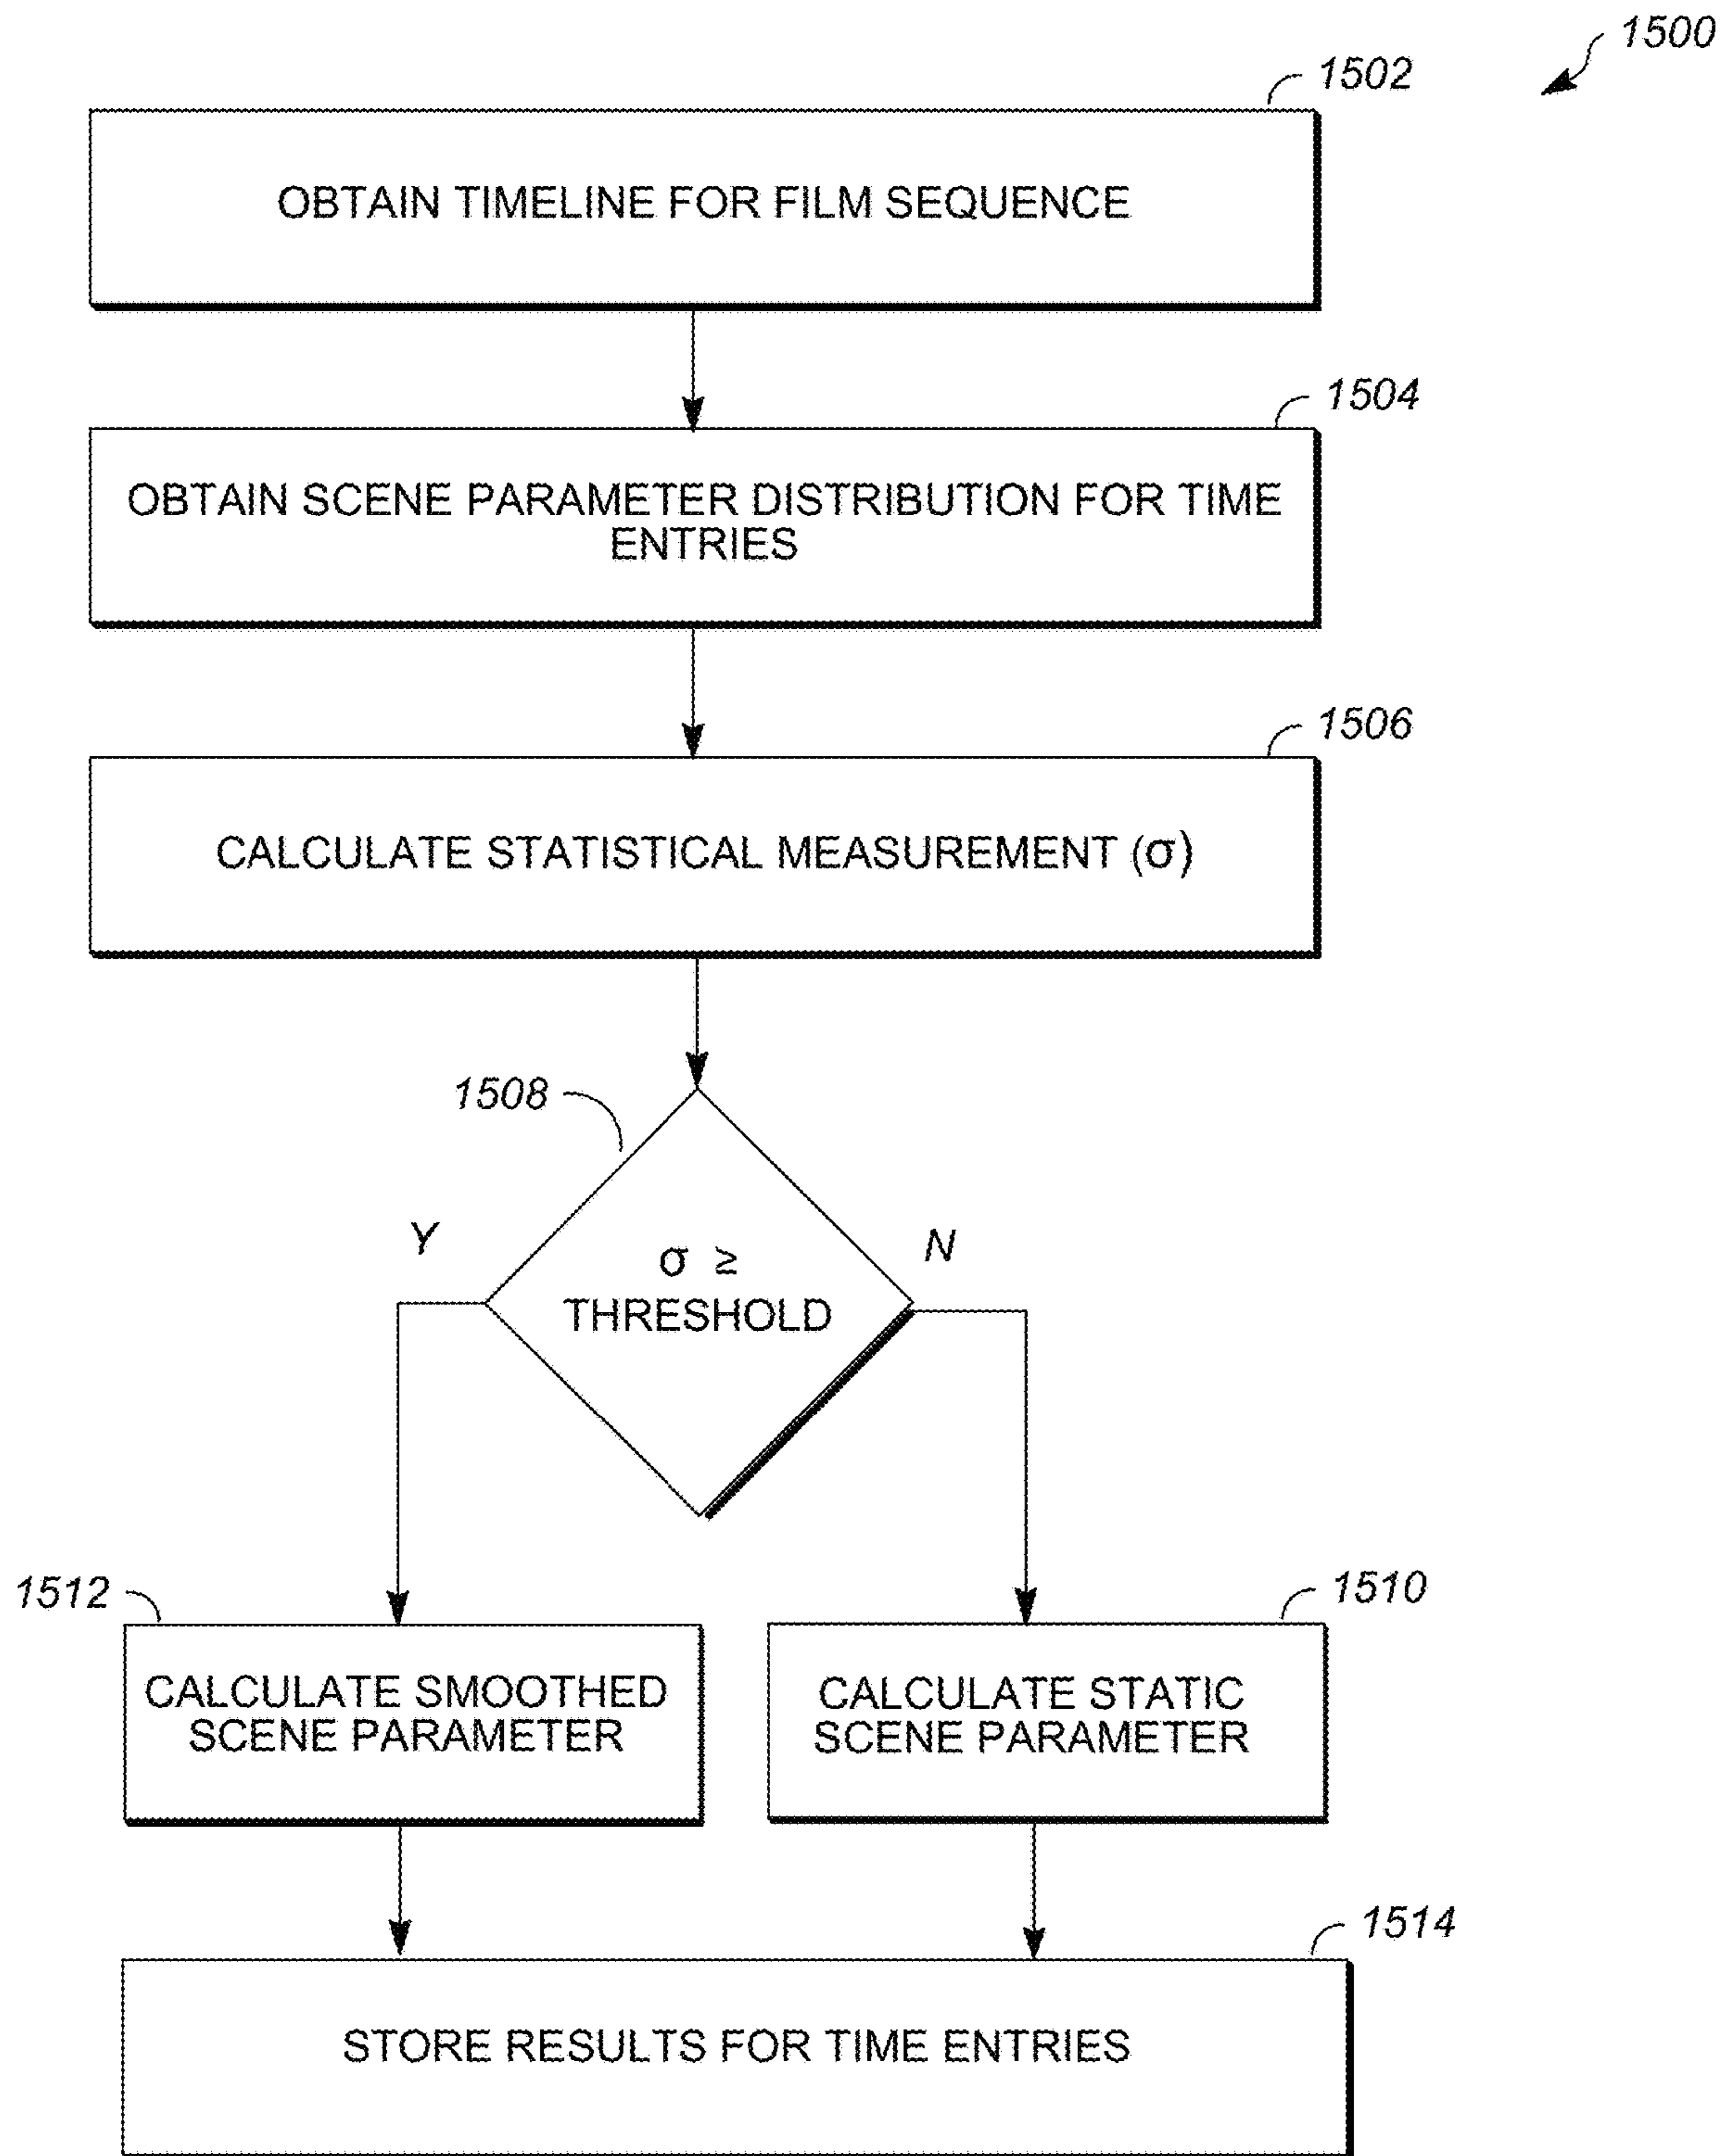 1500
1502
OBTAIN TIMELINE FOR FILM SEQUENCE
1504
OBTAIN SCENE PARAMETER DISTRIBUTION FOR TIME
ENTRIES
1506
CALCULATE STATISTICAL MEASUREMENT (σ)
1508
Y
N
σ ≥
THRESHOLD
1512
1510
CALCULATE SMOOTHED
SCENE PARAMETER
CALCULATE STATIC
SCENE PARAMETER
1514
STORE RESULTS FOR TIME ENTRIES